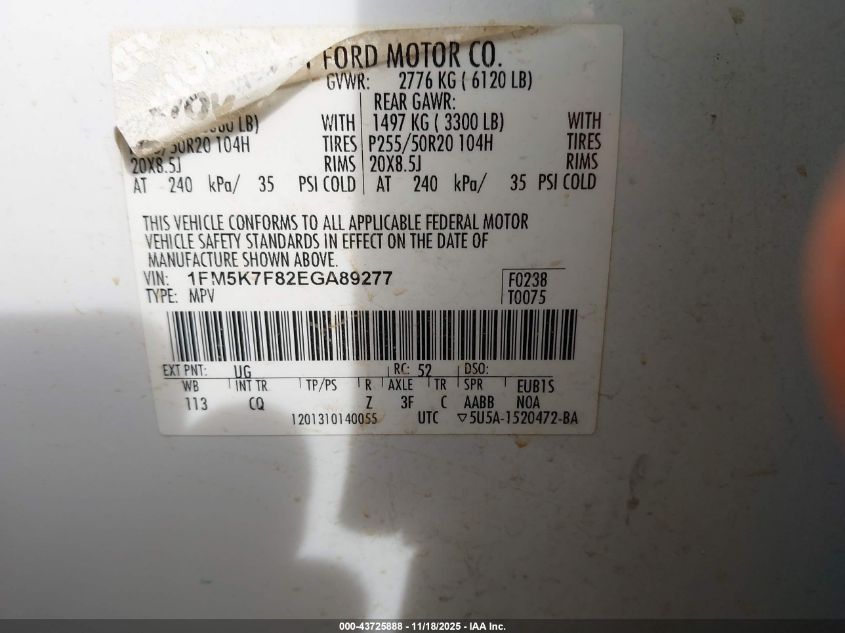 FORD MOTOR CO.
GVWR: 2776 KG ( 6120 LB)
REAR GAWR:
LB) WITH 1497 KG ( 3300 LB) WITH
/50R20 104H TIRES P255/50R20 104H TIRES
20X8.5J RIMS 20X8.5J RIMS
AT 240 kPa/ 35 PSI COLD AT 240 kPa/ 35 PSI COLD
THIS VEHICLE CONFORMS TO ALL APPLICABLE FEDERAL MOTOR
VEHICLE SAFETY STANDARDS IN EFFECT ON THE DATE OF
MANUFACTURE SHOWN ABOVE.
VIN: 1FM5K7F82EGA89277 F0238
TYPE: MPV T0075
EXT PNT: UG RC: 52 DSO:
WB INT TR TP/PS R AXLE TR SPR EUB1S
113 CQ Z 3F C AABB NOA
1201310140055 UTC ▽5U5A-1520472-BA
000-43725888 - 11/18/2025 - IAA Inc.